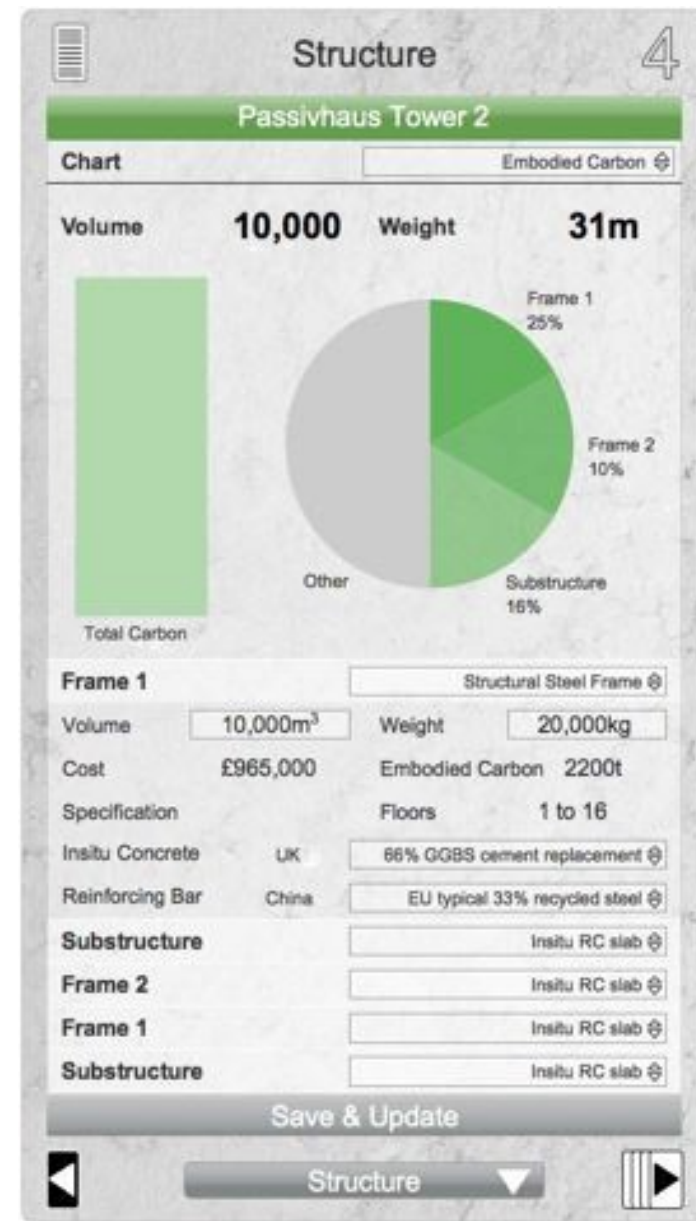 Structure 4
Passivhaus Tower 2
Chart Embodied Carbon
Volume 10,000 Weight 31m
Frame 1
25%
Frame 2
10%
Other
Substructure
16%
Total Carbon
Frame 1 Structural Steel Frame
Volume 10,000m³ Weight 20,000kg
Cost £965,000 Embodied Carbon 2200t
Specification Floors 1 to 16
Insitu Concrete UK 66% GGBS cement replacement
Reinforcing Bar China EU typical 33% recycled steel
Substructure Insitu RC slab
Frame 2 Insitu RC slab
Frame 1 Insitu RC slab
Substructure Insitu RC slab
Save & Update
Structure